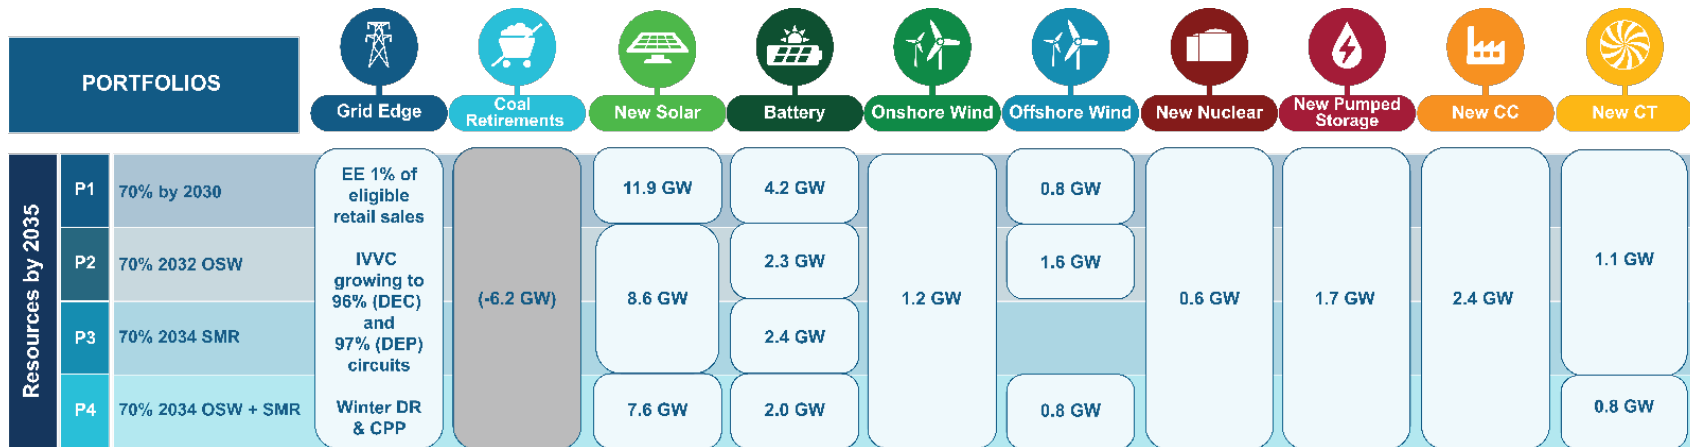 PORTFOLIOS
Grid Edge
Coal
Retirements
New Solar
Battery
Onshore Wind
Offshore Wind
New Nuclear
New Pumped
Storage
New CC
New CT
Resources by 2035
P1
70% by 2030
P2
70% 2032 OSW
P3
70% 2034 SMR
P4
70% 2034 OSW + SMR
EE 1% of
eligible
retail sales
IVVC
growing to
96% (DEC)
and
97% (DEP)
circuits
Winter DR
& CPP
(-6.2 GW)
11.9 GW
8.6 GW
7.6 GW
4.2 GW
2.3 GW
2.4 GW
2.0 GW
1.2 GW
0.8 GW
1.6 GW
0.8 GW
0.6 GW
1.7 GW
2.4 GW
1.1 GW
0.8 GW